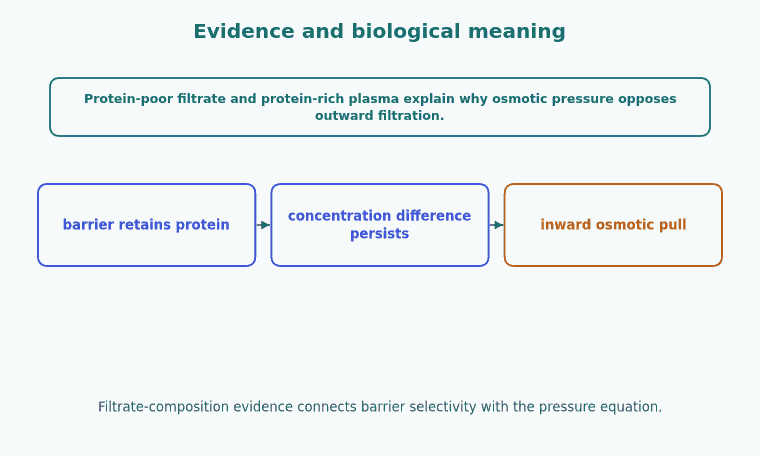 Evidence and biological meaning
Protein-poor filtrate and protein-rich plasma explain why osmotic pressure opposes
outward filtration.
barrier retains protein
concentration difference
persists
inward osmotic pull
Filtrate-composition evidence connects barrier selectivity with the pressure equation.